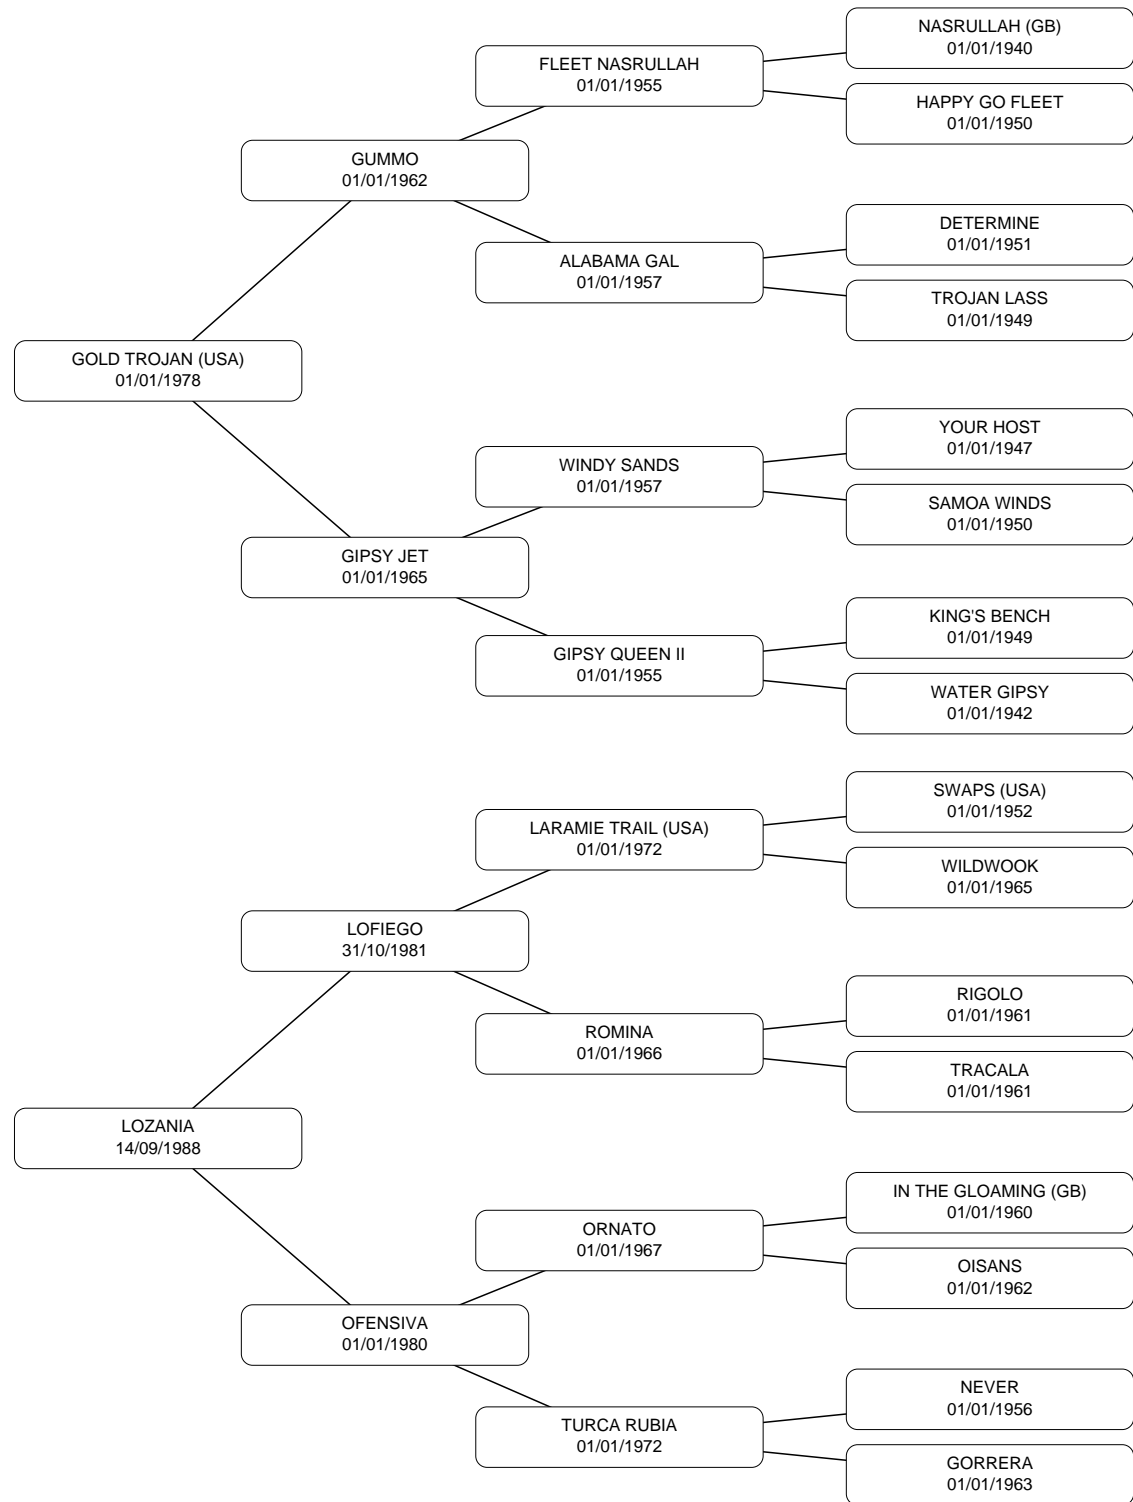 NASRULLAH (GB)
01/01/1940
FLEET NASRULLAH
01/01/1955
HAPPY GO FLEET
01/01/1950
GUMMO
01/01/1962
DETERMINE
01/01/1951
ALABAMA GAL
01/01/1957
TROJAN LASS
01/01/1949
GOLD TROJAN (USA)
01/01/1978
YOUR HOST
01/01/1947
WINDY SANDS
01/01/1957
SAMOA WINDS
01/01/1950
GIPSY JET
01/01/1965
KING'S BENCH
01/01/1949
GIPSY QUEEN II
01/01/1955
WATER GIPSY
01/01/1942
SWAPS (USA)
01/01/1952
LARAMIE TRAIL (USA)
01/01/1972
WILDWOOK
01/01/1965
LOFIEGO
31/10/1981
RIGOLO
01/01/1961
ROMINA
01/01/1966
TRACALA
01/01/1961
LOZANIA
14/09/1988
IN THE GLOAMING (GB)
01/01/1960
ORNATO
01/01/1967
OISANS
01/01/1962
OFENSIVA
01/01/1980
NEVER
01/01/1956
TURCA RUBIA
01/01/1972
GORRERA
01/01/1963